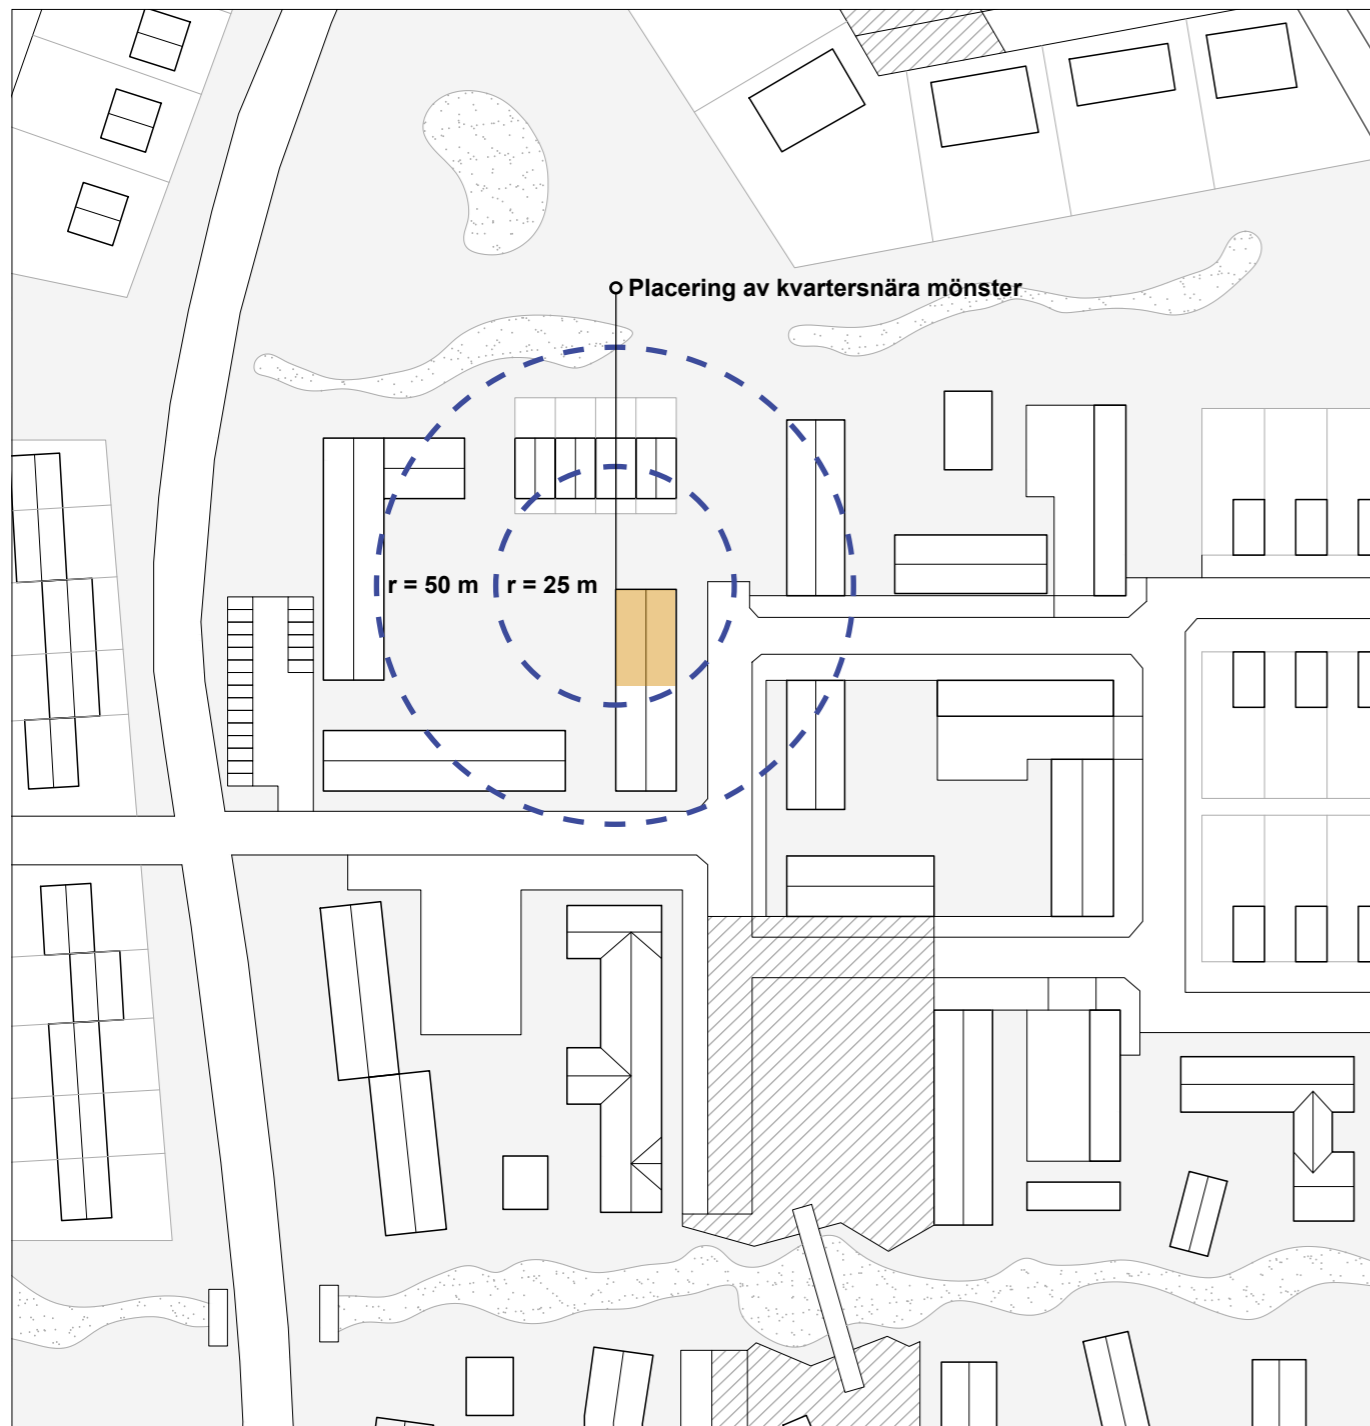 Placering av kvartersnära mönster
r = 50 m
r = 25 m